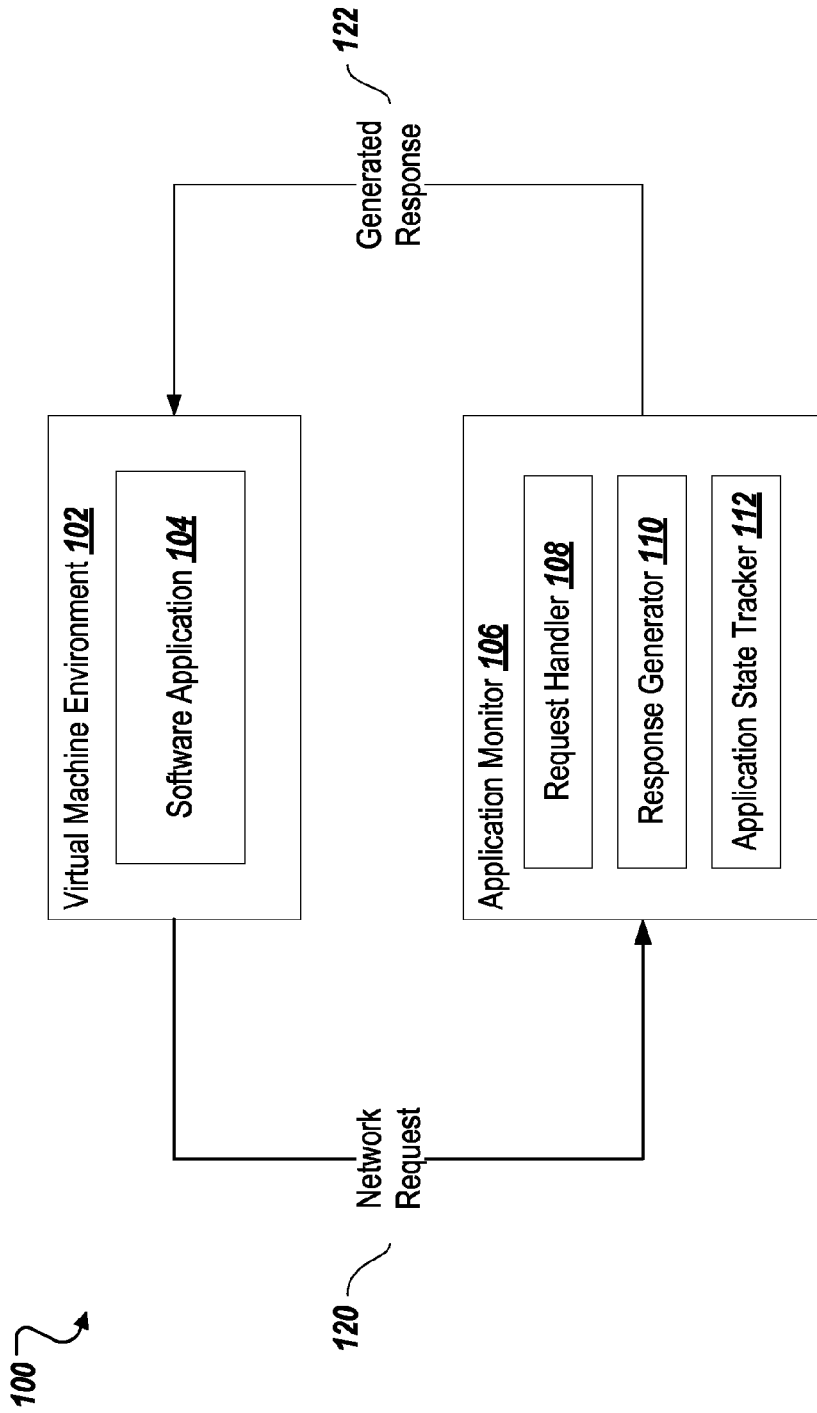 100
Virtual Machine Environment 102
Software Application 104
120
Network
Request
Generated
Response
122
Application Monitor 106
Request Handler 108
Response Generator 110
Application State Tracker 112